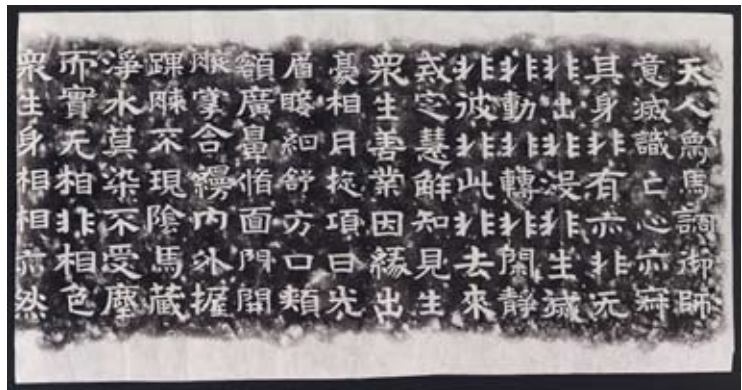 天人象馬調御師
意滅識亡心亦寂
其身非有亦非无
非出非没非生滅
非動非轉非閑靜
非彼非此非去來
戒定慧解知見生
衆生善業因緣出
毫相月旋項日光
眉睫紺舒方口頰
額廣鼻脩面門開
腋掌合縵內外握
踝膝不現陰馬藏
淨水莫染不受塵
而實无相非相色
衆生身相相亦然